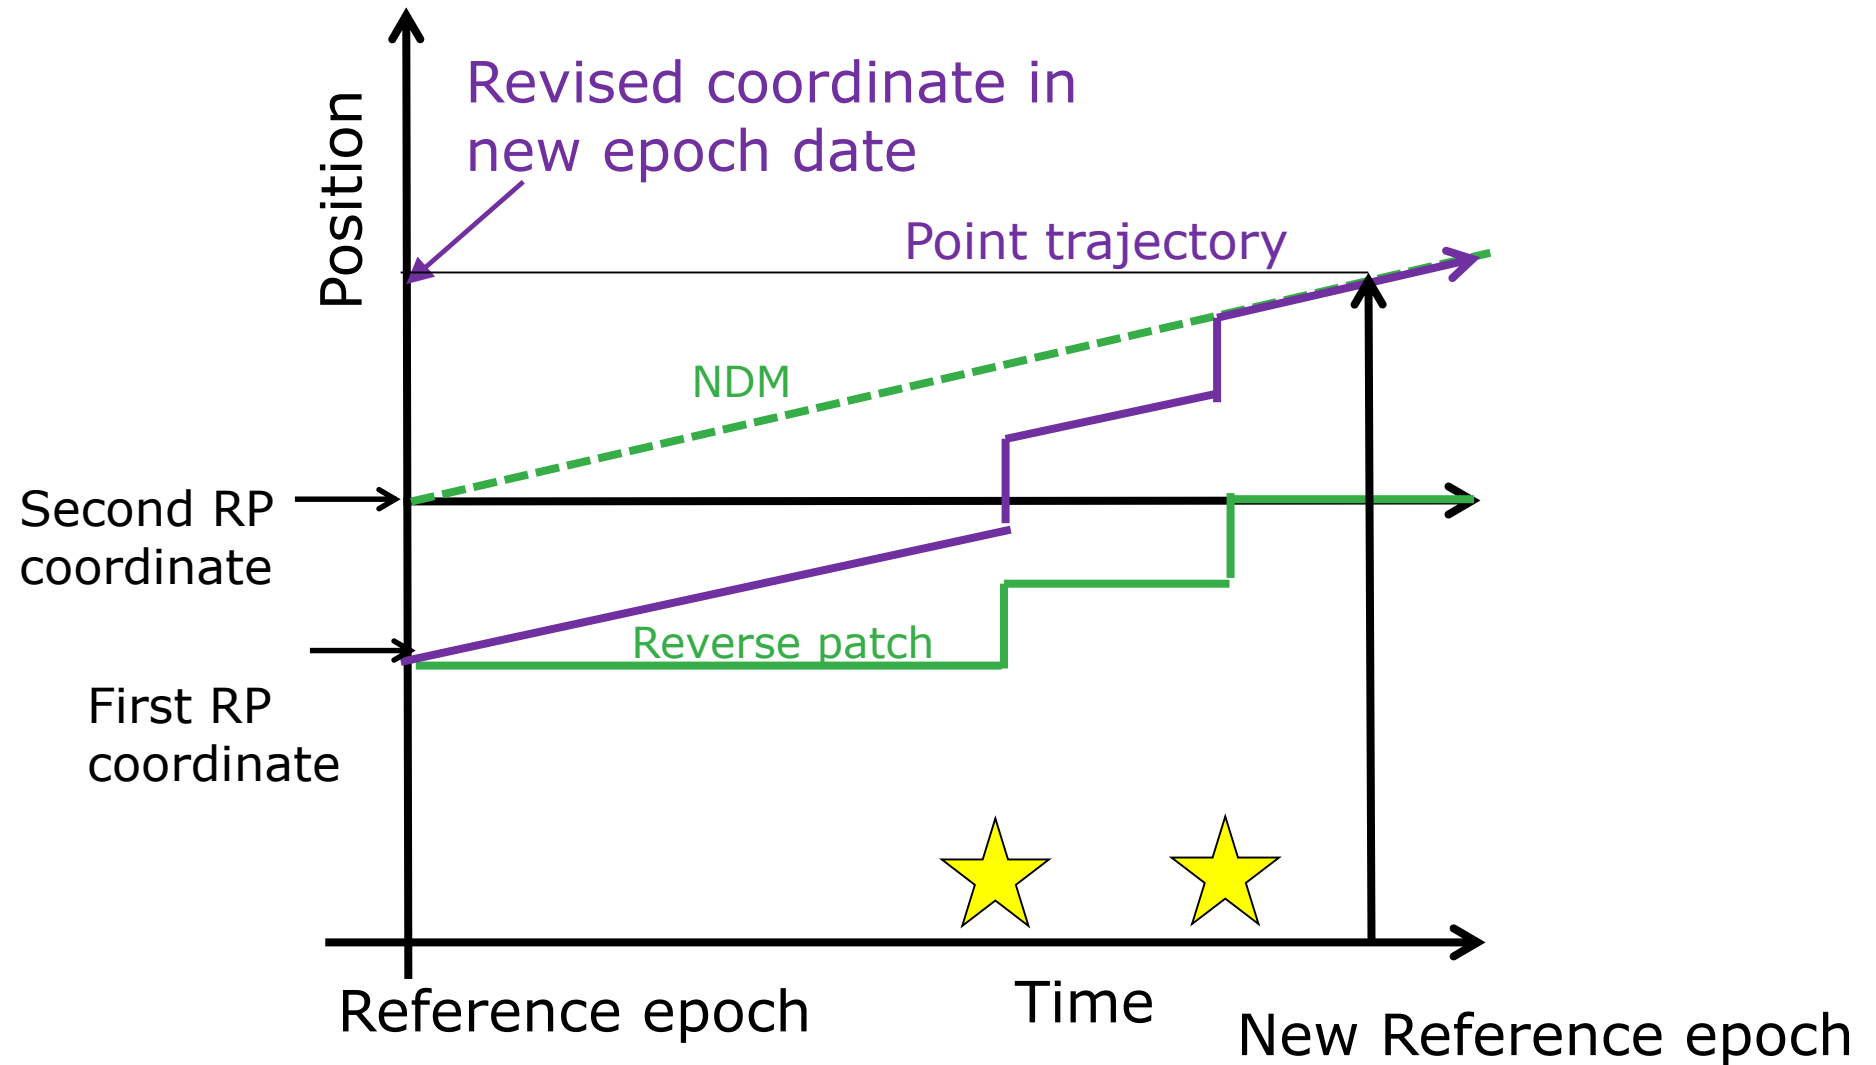 Position
Revised coordinate in
new epoch date
Point trajectory
NDM
Second RP
coordinate
Reverse patch
First RP
coordinate
Reference epoch
Time
New Reference epoch